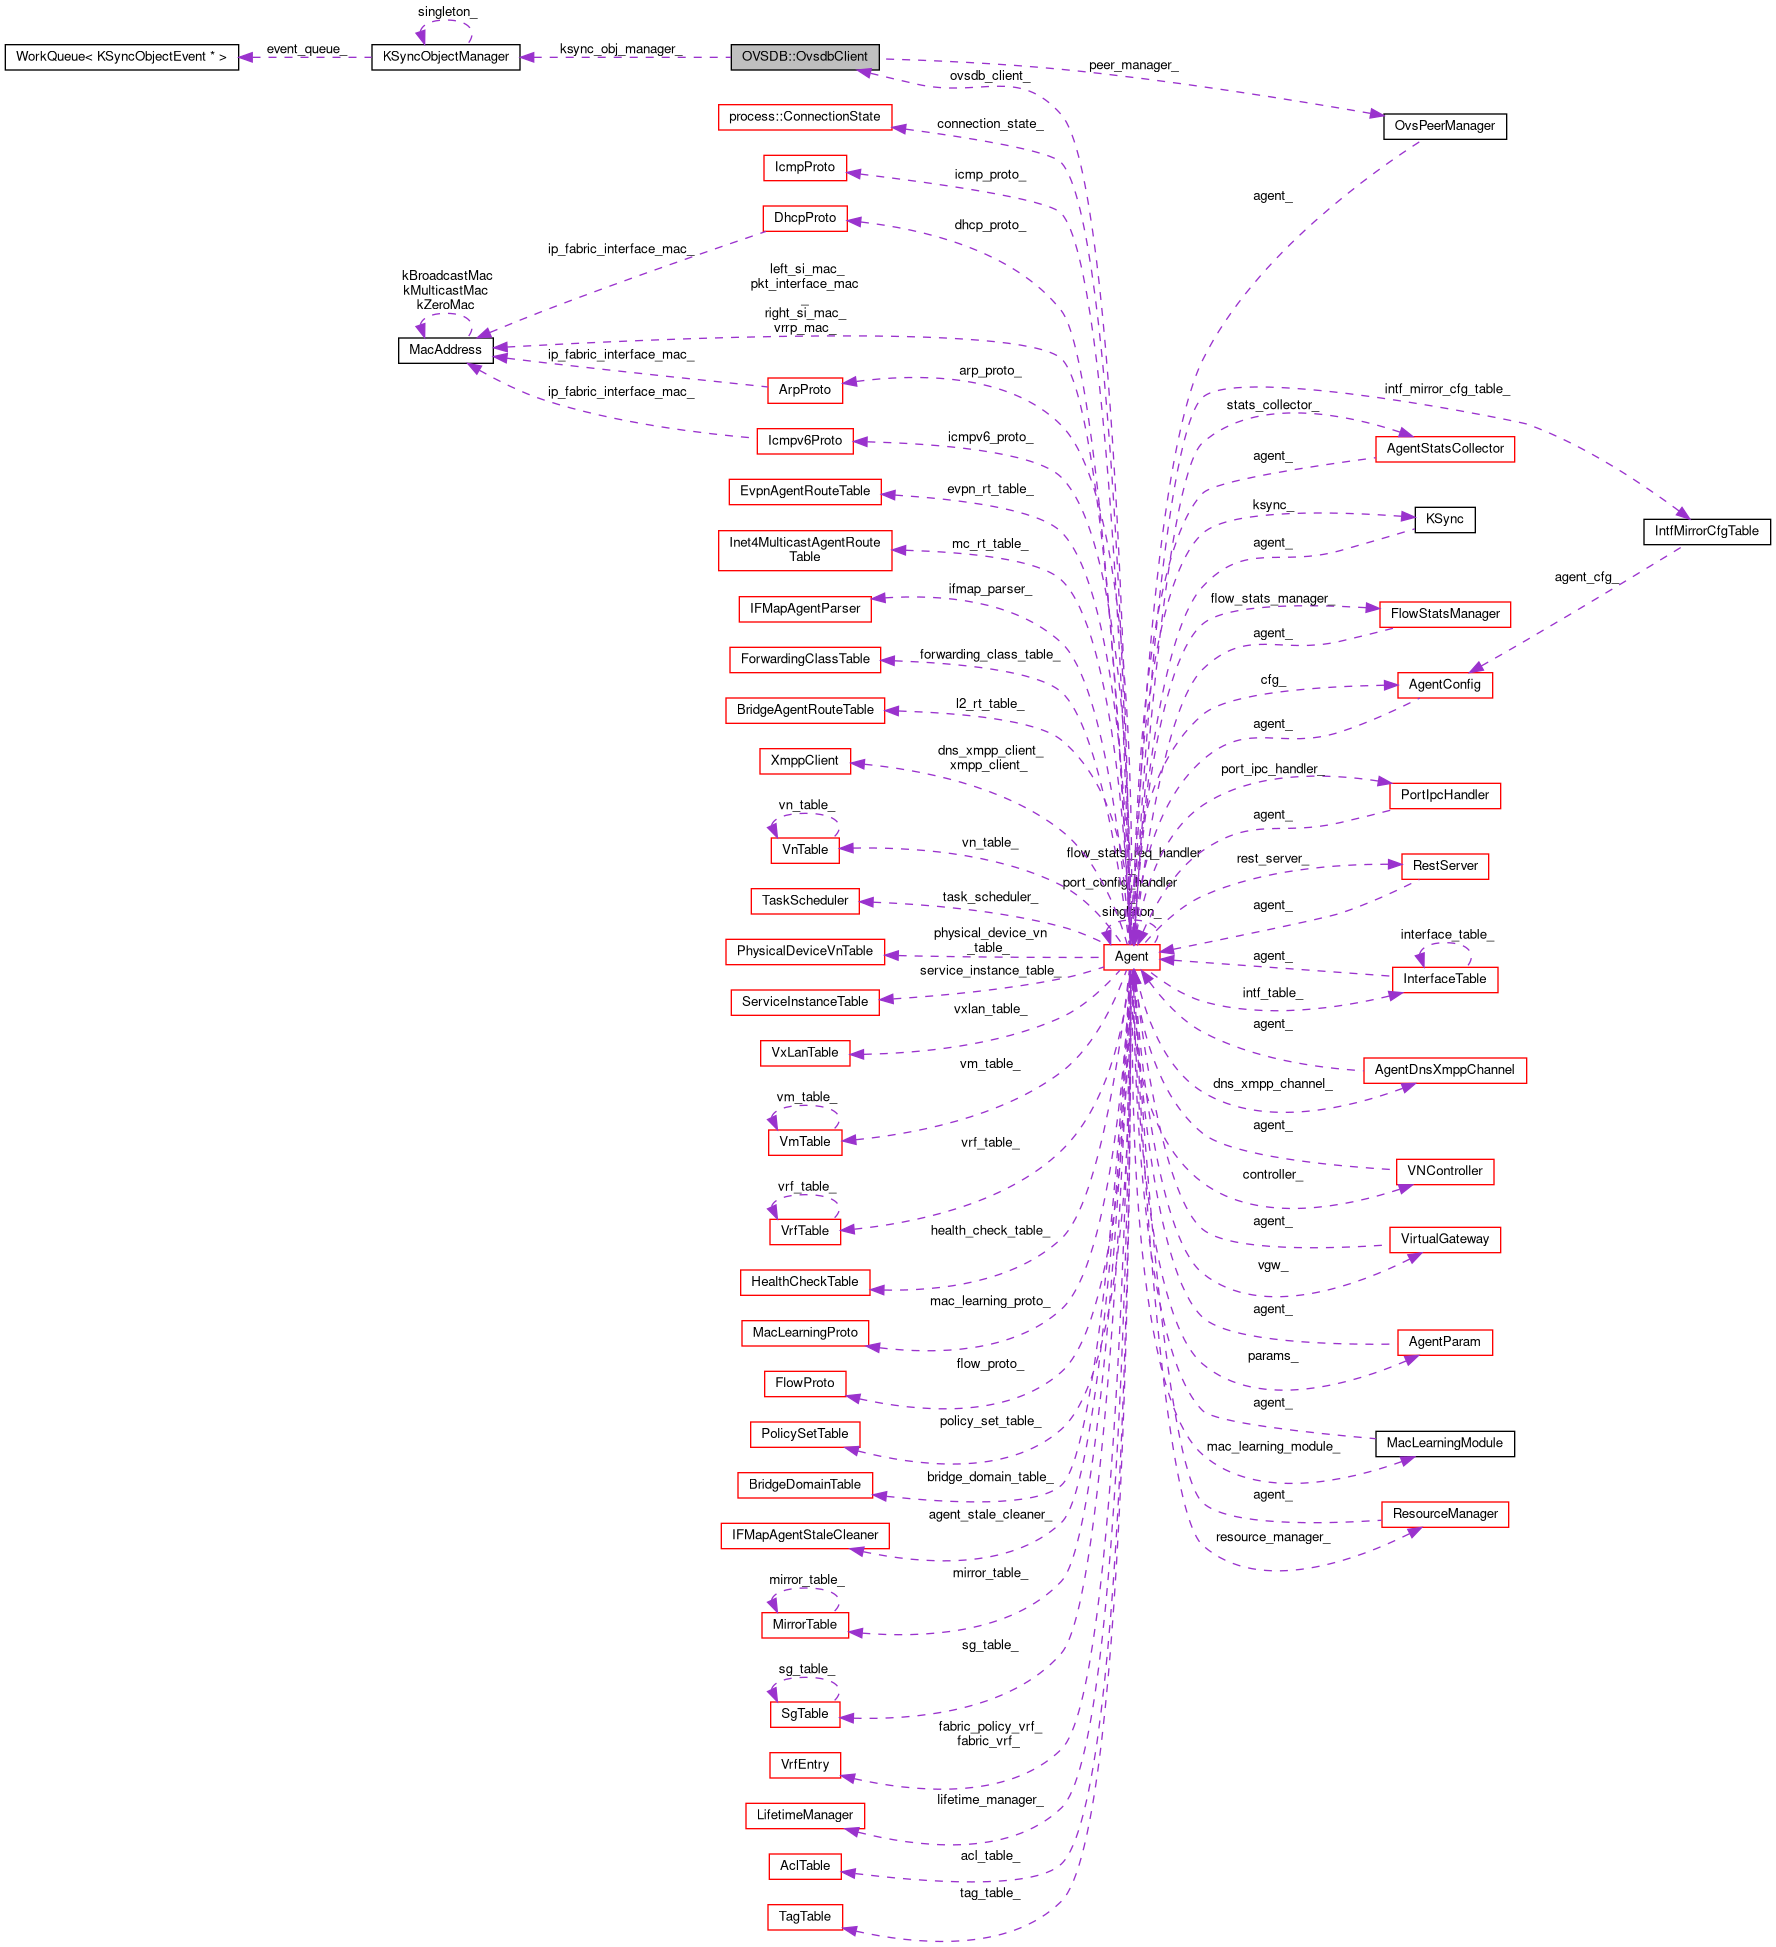 singleton_
WorkQueue< KSyncObjectEvent * >
event_queue_
KSyncObjectManager
ksync_obj_manager_
OVSDB::OvsdbClient
peer_manager_
ovsdb_client_
process::ConnectionState
connection_state_
OvsPeerManager
IcmpProto
icmp_proto_
agent_
DhcpProto
dhcp_proto_
ip_fabric_interface_mac_
kBroadcastMac
kMulticastMac
kZeroMac
left_si_mac_
pkt_interface_mac
_
right_si_mac_
vrrp_mac_
MacAddress
ip_fabric_interface_mac_
ArpProto
arp_proto_
ip_fabric_interface_mac_
intf_mirror_cfg_table_
stats_collector_
Icmpv6Proto
icmpv6_proto_
AgentStatsCollector
agent_
EvpnAgentRouteTable
evpn_rt_table_
ksync_
KSync
IntfMirrorCfgTable
Inet4MulticastAgentRoute
Table
mc_rt_table_
agent_
agent_cfg_
IFMapAgentParser
ifmap_parser_
flow_stats_manager_
FlowStatsManager
agent_
ForwardingClassTable
forwarding_class_table_
cfg_
AgentConfig
BridgeAgentRouteTable
l2_rt_table_
agent_
XmppClient
dns_xmpp_client_
xmpp_client_
port_ipc_handler_
PortIpcHandler
agent_
vn_table_
VnTable
vn_table_
flow_stats_req_handler
_
port_config_handler
_
singleton_
rest_server_
RestServer
agent_
TaskScheduler
task_scheduler_
PhysicalDeviceVnTable
physical_device_vn
_table_
Agent
interface_table_
agent_
InterfaceTable
intf_table_
ServiceInstanceTable
service_instance_table_
VxLanTable
vxlan_table_
agent_
AgentDnsXmppChannel
dns_xmpp_channel_
vm_table_
vm_table_
VmTable
agent_
VNController
controller_
vrf_table_
vrf_table_
VrfTable
agent_
VirtualGateway
vgw_
health_check_table_
HealthCheckTable
mac_learning_proto_
MacLearningProto
agent_
AgentParam
params_
flow_proto_
FlowProto
agent_
MacLearningModule
mac_learning_module_
policy_set_table_
PolicySetTable
bridge_domain_table_
BridgeDomainTable
agent_
ResourceManager
resource_manager_
agent_stale_cleaner_
IFMapAgentStaleCleaner
mirror_table_
mirror_table_
MirrorTable
sg_table_
sg_table_
SgTable
fabric_policy_vrf_
fabric_vrf_
VrfEntry
lifetime_manager_
LifetimeManager
acl_table_
AclTable
tag_table_
TagTable